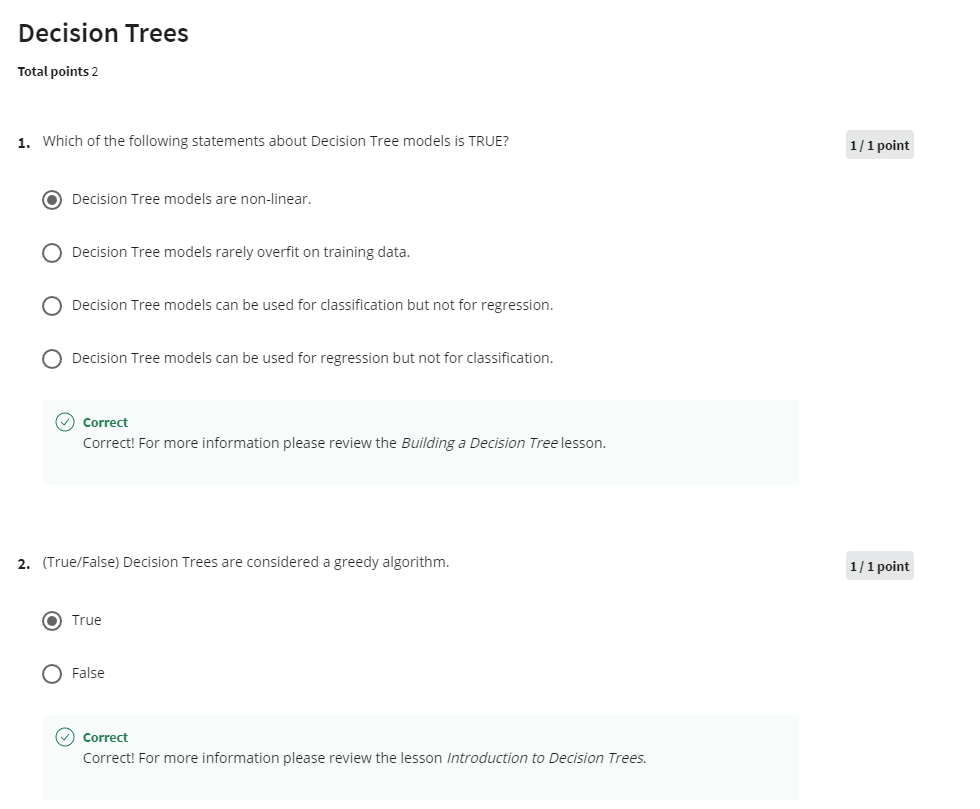 Decision Trees
Total points 2
1. Which of the following statements about Decision Tree models is TRUE?
1 / 1 point
Decision Tree models are non-linear.
Decision Tree models rarely overfit on training data.
Decision Tree models can be used for classification but not for regression.
Decision Tree models can be used for regression but not for classification.
Correct
Correct! For more information please review the Building a Decision Tree lesson.
2. (True/False) Decision Trees are considered a greedy algorithm.
1 / 1 point
True
False
Correct
Correct! For more information please review the lesson Introduction to Decision Trees.